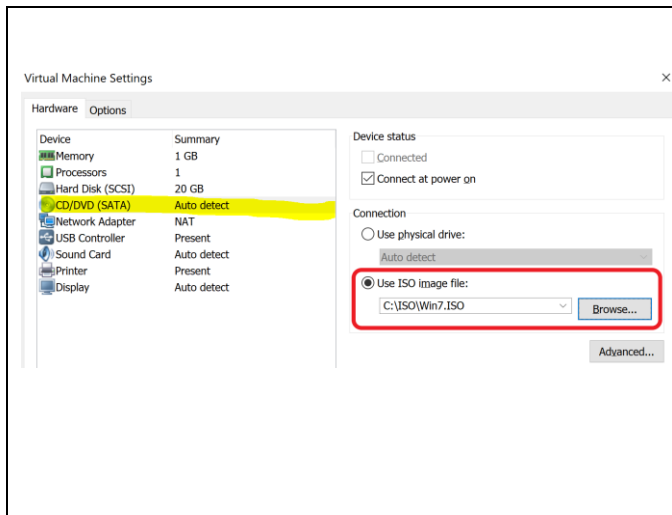 Virtual Machine Settings
Hardware Options
Device Summary
Memory 1 GB
Processors 1
Hard Disk (SCSI) 20 GB
CD/DVD (SATA) Auto detect
Network Adapter NAT
USB Controller Present
Sound Card Auto detect
Printer Present
Display Auto detect
Device status
Connected
Connect at power on
Connection
Use physical drive:
Auto detect
Use ISO image file:
C:\ISO\Win7.ISO Browse...
Advanced...